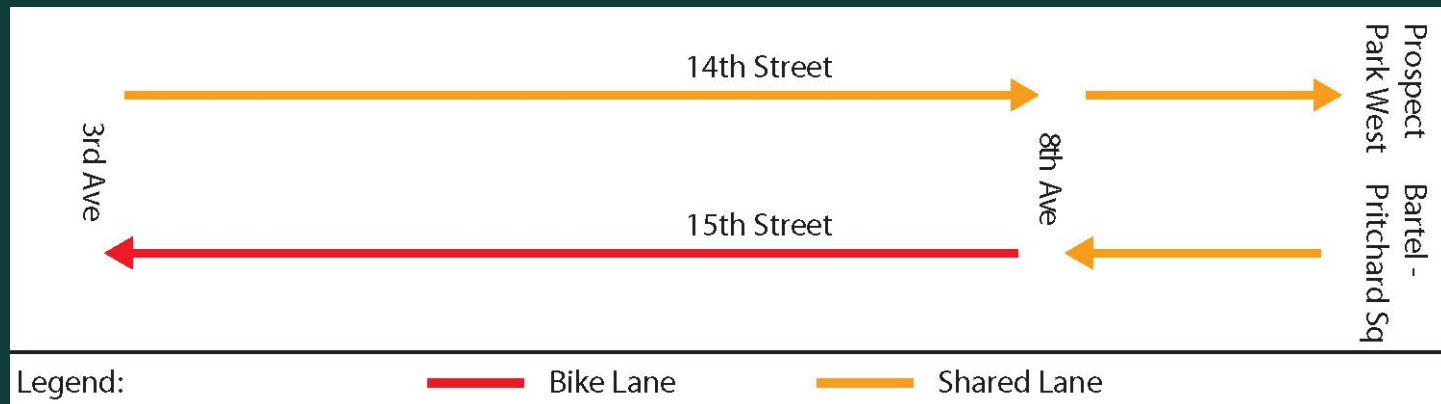 14th Street
Prospect
Park West
3rd Ave
8th Ave
15th Street
Bartel -
Pritchard Sq
Legend:
Bike Lane
Shared Lane